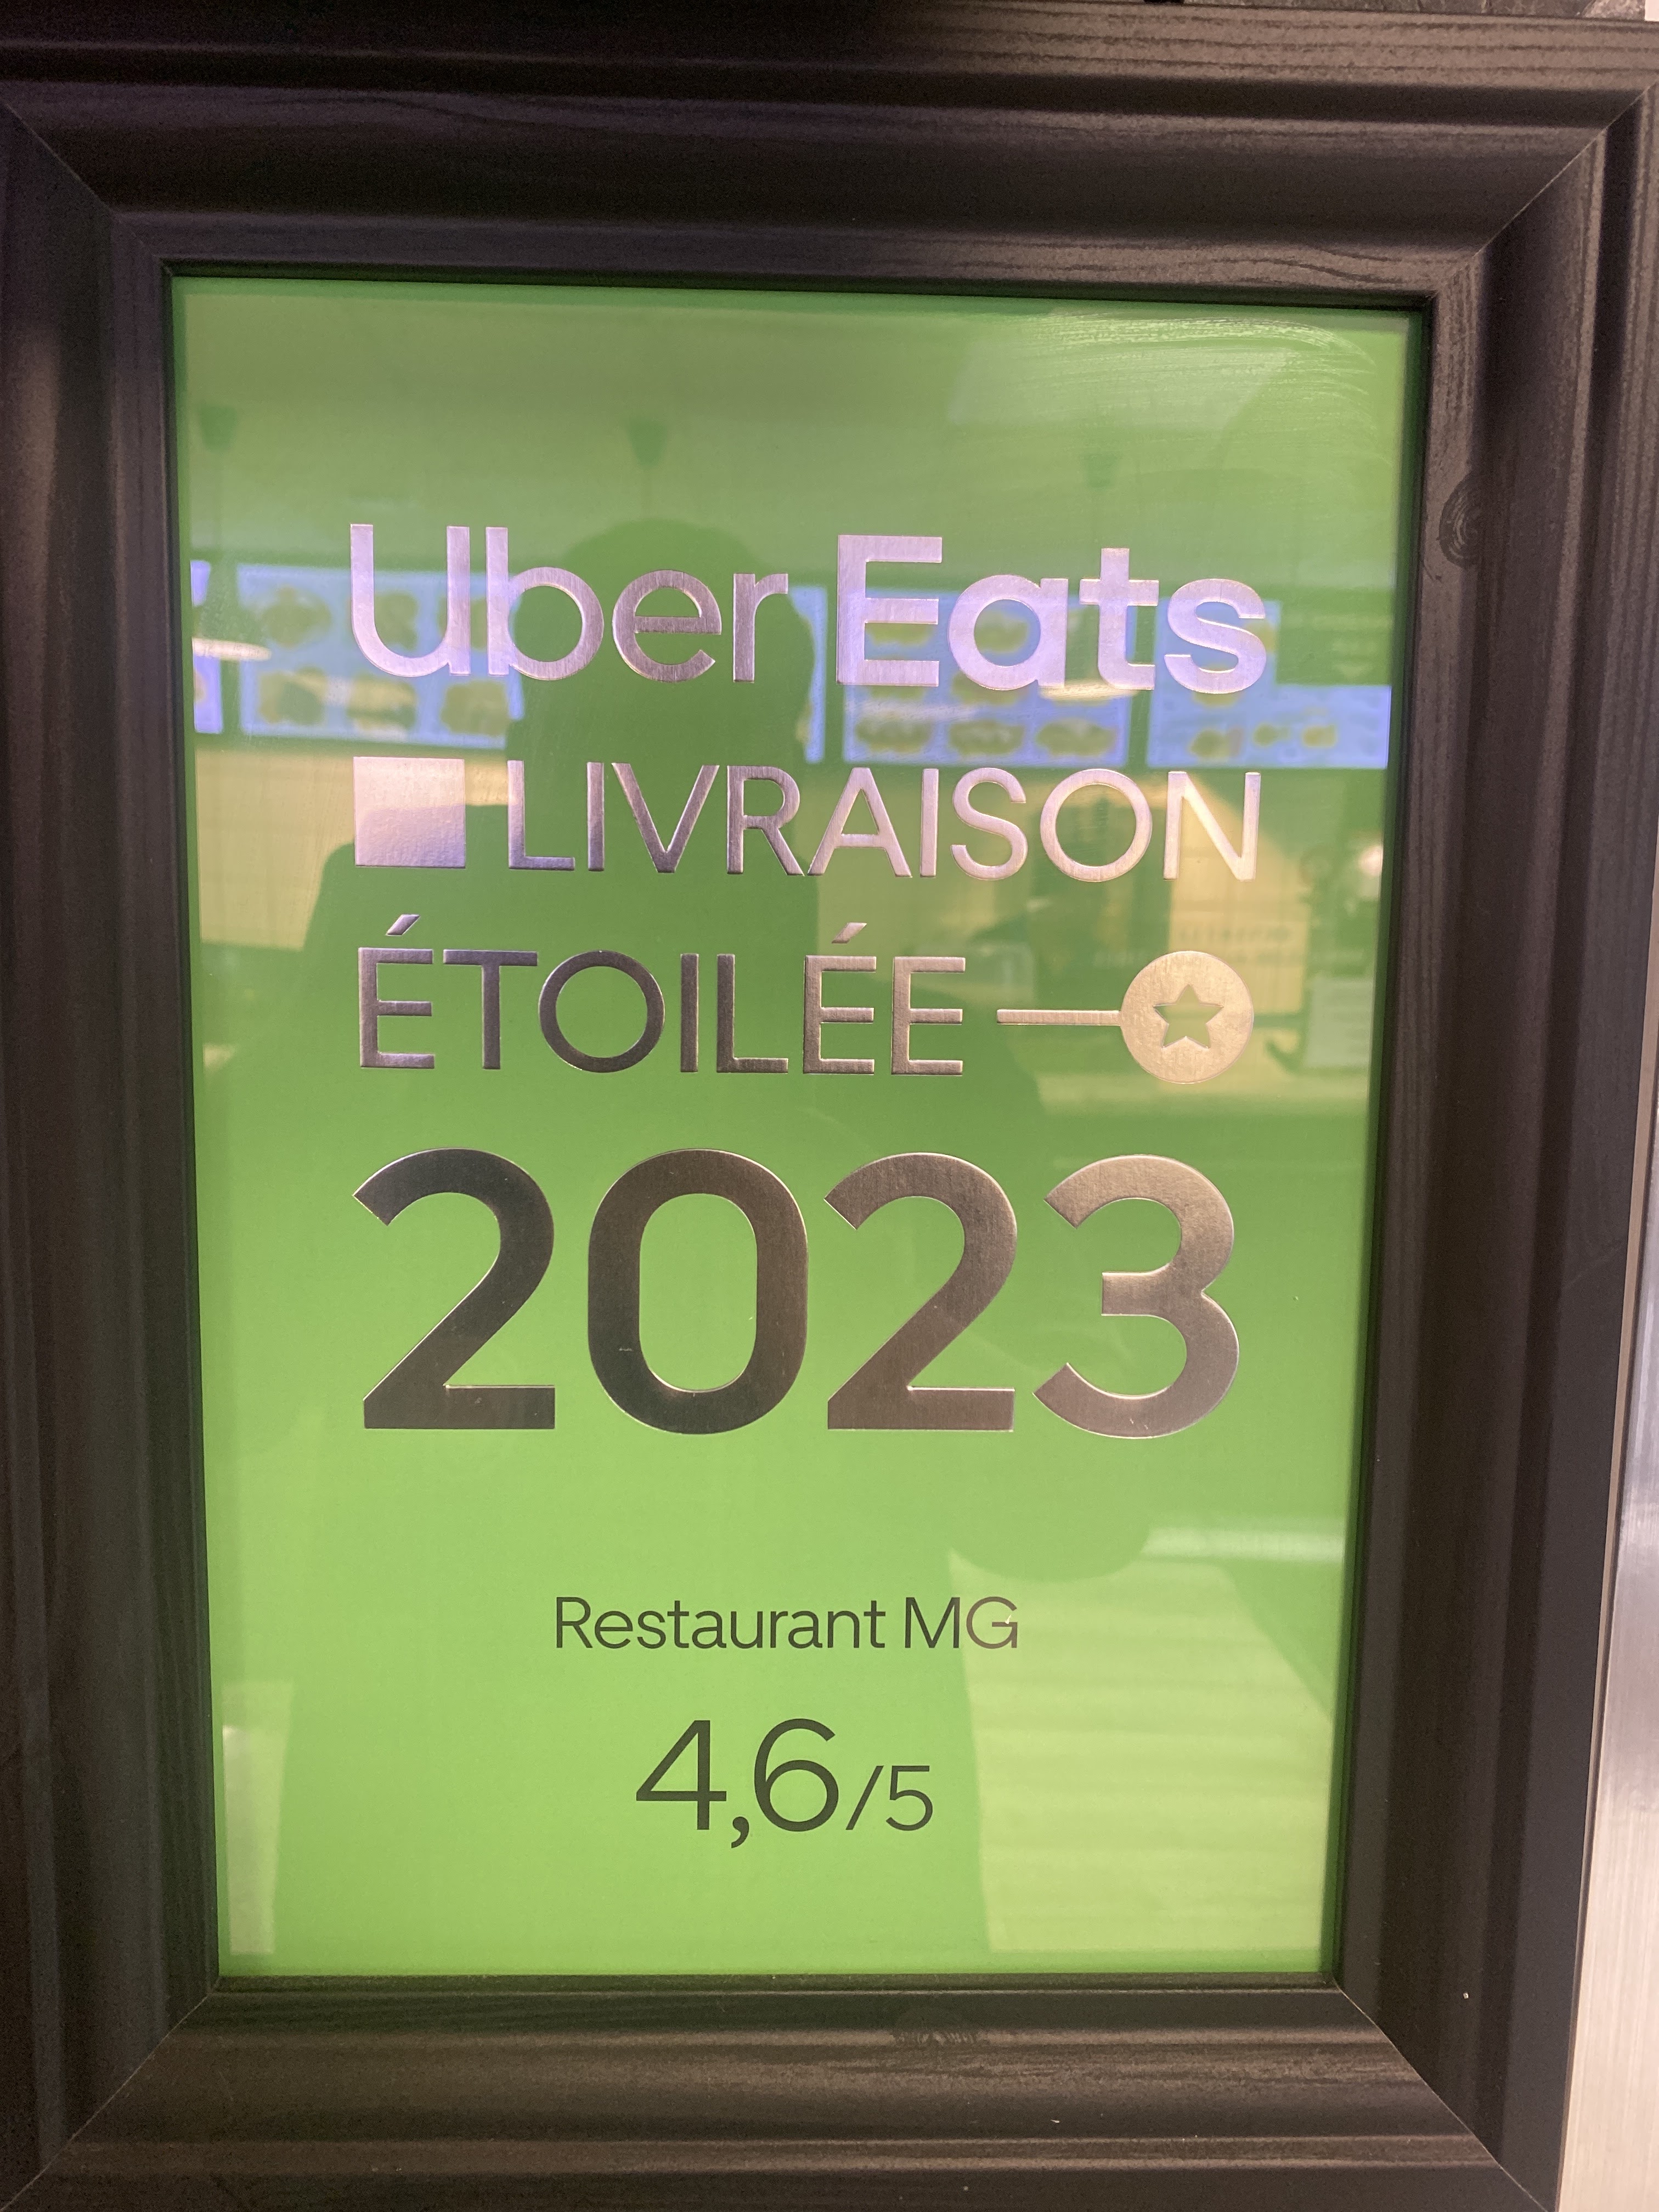 Uber Eats
LIVRAISON
ÉTOILÉE
2023
Restaurant MG
4,6/5